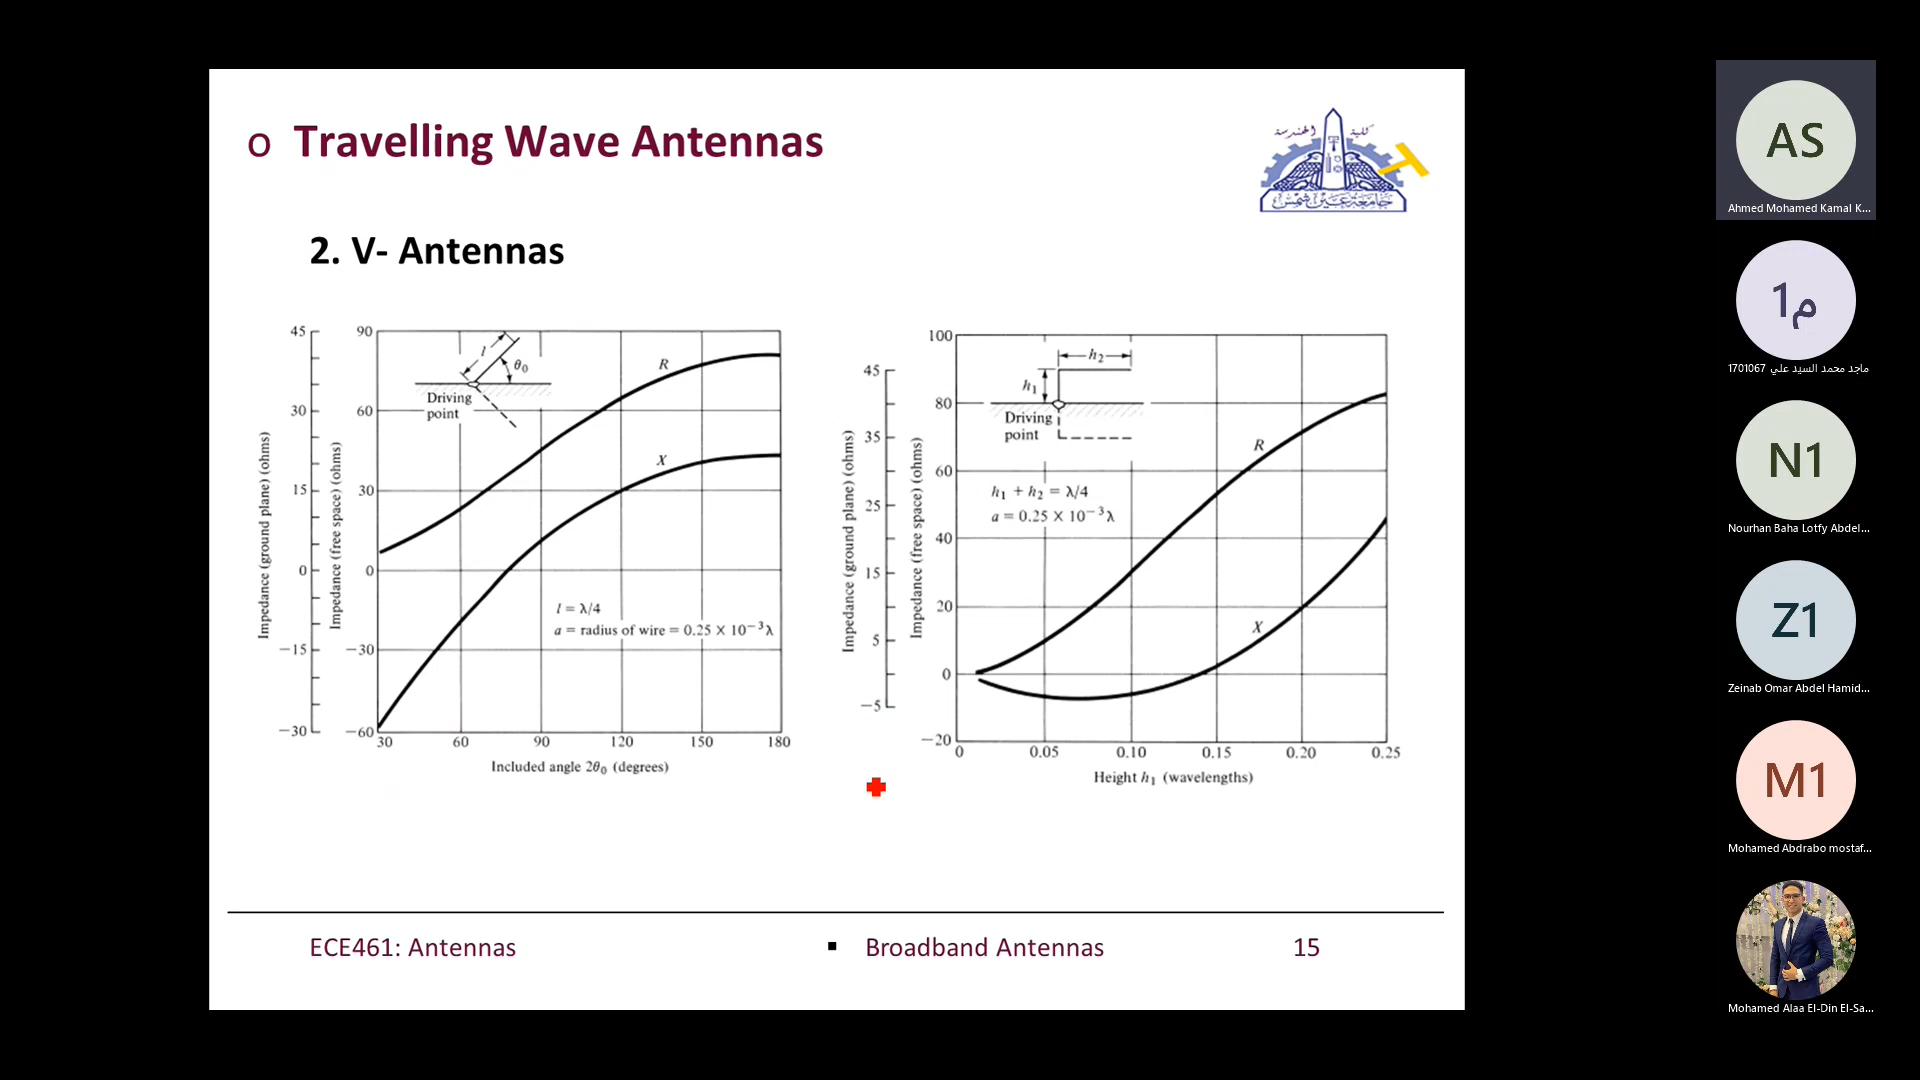 o Travelling Wave Antennas
كلية الهندسة
جامعة عين شمس
2. V- Antennas
45
30
15
0
−15
−30
Impedance (ground plane) (ohms)
90
60
30
0
−30
−60
Impedance (free space) (ohms)
l
θ0
Driving
point
R
X
l = λ/4
a = radius of wire = 0.25 × 10−3λ
30 60 90 120 150 180
Included angle 2θ0 (degrees)
45
35
25
15
5
−5
Impedance (ground plane) (ohms)
100
80
60
40
20
0
−20
Impedance (free space) (ohms)
h2
h1
Driving
point
h1 + h2 = λ/4
a = 0.25 × 10−3λ
R
X
0 0.05 0.10 0.15 0.20 0.25
Height h1 (wavelengths)
ECE461: Antennas ▪ Broadband Antennas 15
AS
Ahmed Mohamed Kamal K...
م1
ماجد محمد السيد علي 1701067
N1
Nourhan Baha Lotfy Abdel...
Z1
Zeinab Omar Abdel Hamid...
M1
Mohamed Abdrabo mostaf...
Mohamed Alaa El-Din El-Sa...